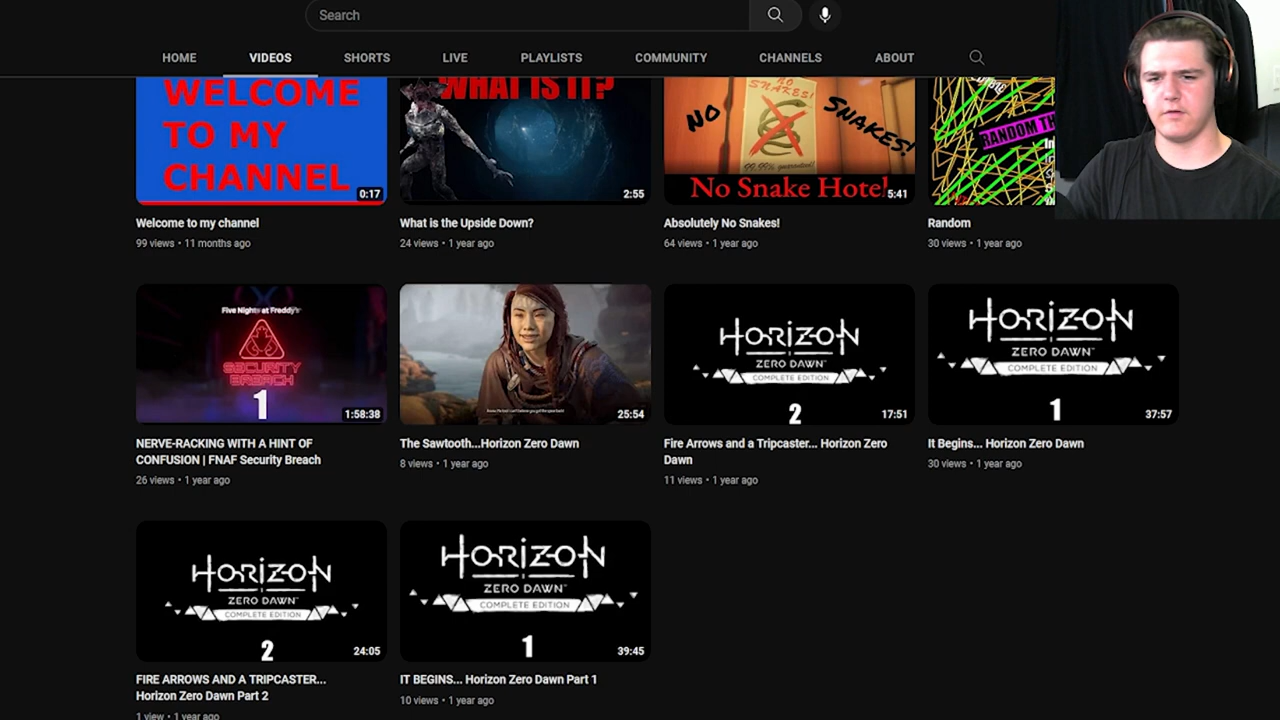 Search
HOME VIDEOS SHORTS LIVE PLAYLISTS COMMUNITY CHANNELS ABOUT
WELCOME
TO MY
CHANNEL
0:17
WHAT IS IT?
2:55
NO SNAKES!
NO SNAKES!
No Snake Hotel
5:41
RANDOM TH
Welcome to my channel
99 views • 11 months ago
What is the Upside Down?
24 views • 1 year ago
Absolutely No Snakes!
64 views • 1 year ago
Random
30 views • 1 year ago
Five Nights at Freddy's
SECURITY
BREACH
1
1:58:38
25:54
HORIZON
ZERO DAWN™
COMPLETE EDITION
2
17:51
HORIZON
ZERO DAWN™
COMPLETE EDITION
1
37:57
NERVE-RACKING WITH A HINT OF
CONFUSION | FNAF Security Breach
26 views • 1 year ago
The Sawtooth...Horizon Zero Dawn
8 views • 1 year ago
Fire Arrows and a Tripcaster... Horizon Zero
Dawn
11 views • 1 year ago
It Begins... Horizon Zero Dawn
30 views • 1 year ago
HORIZON
ZERO DAWN™
COMPLETE EDITION
2
24:05
HORIZON
ZERO DAWN™
COMPLETE EDITION
1
39:45
FIRE ARROWS AND A TRIPCASTER...
Horizon Zero Dawn Part 2
1 view • 1 year ago
IT BEGINS... Horizon Zero Dawn Part 1
10 views • 1 year ago